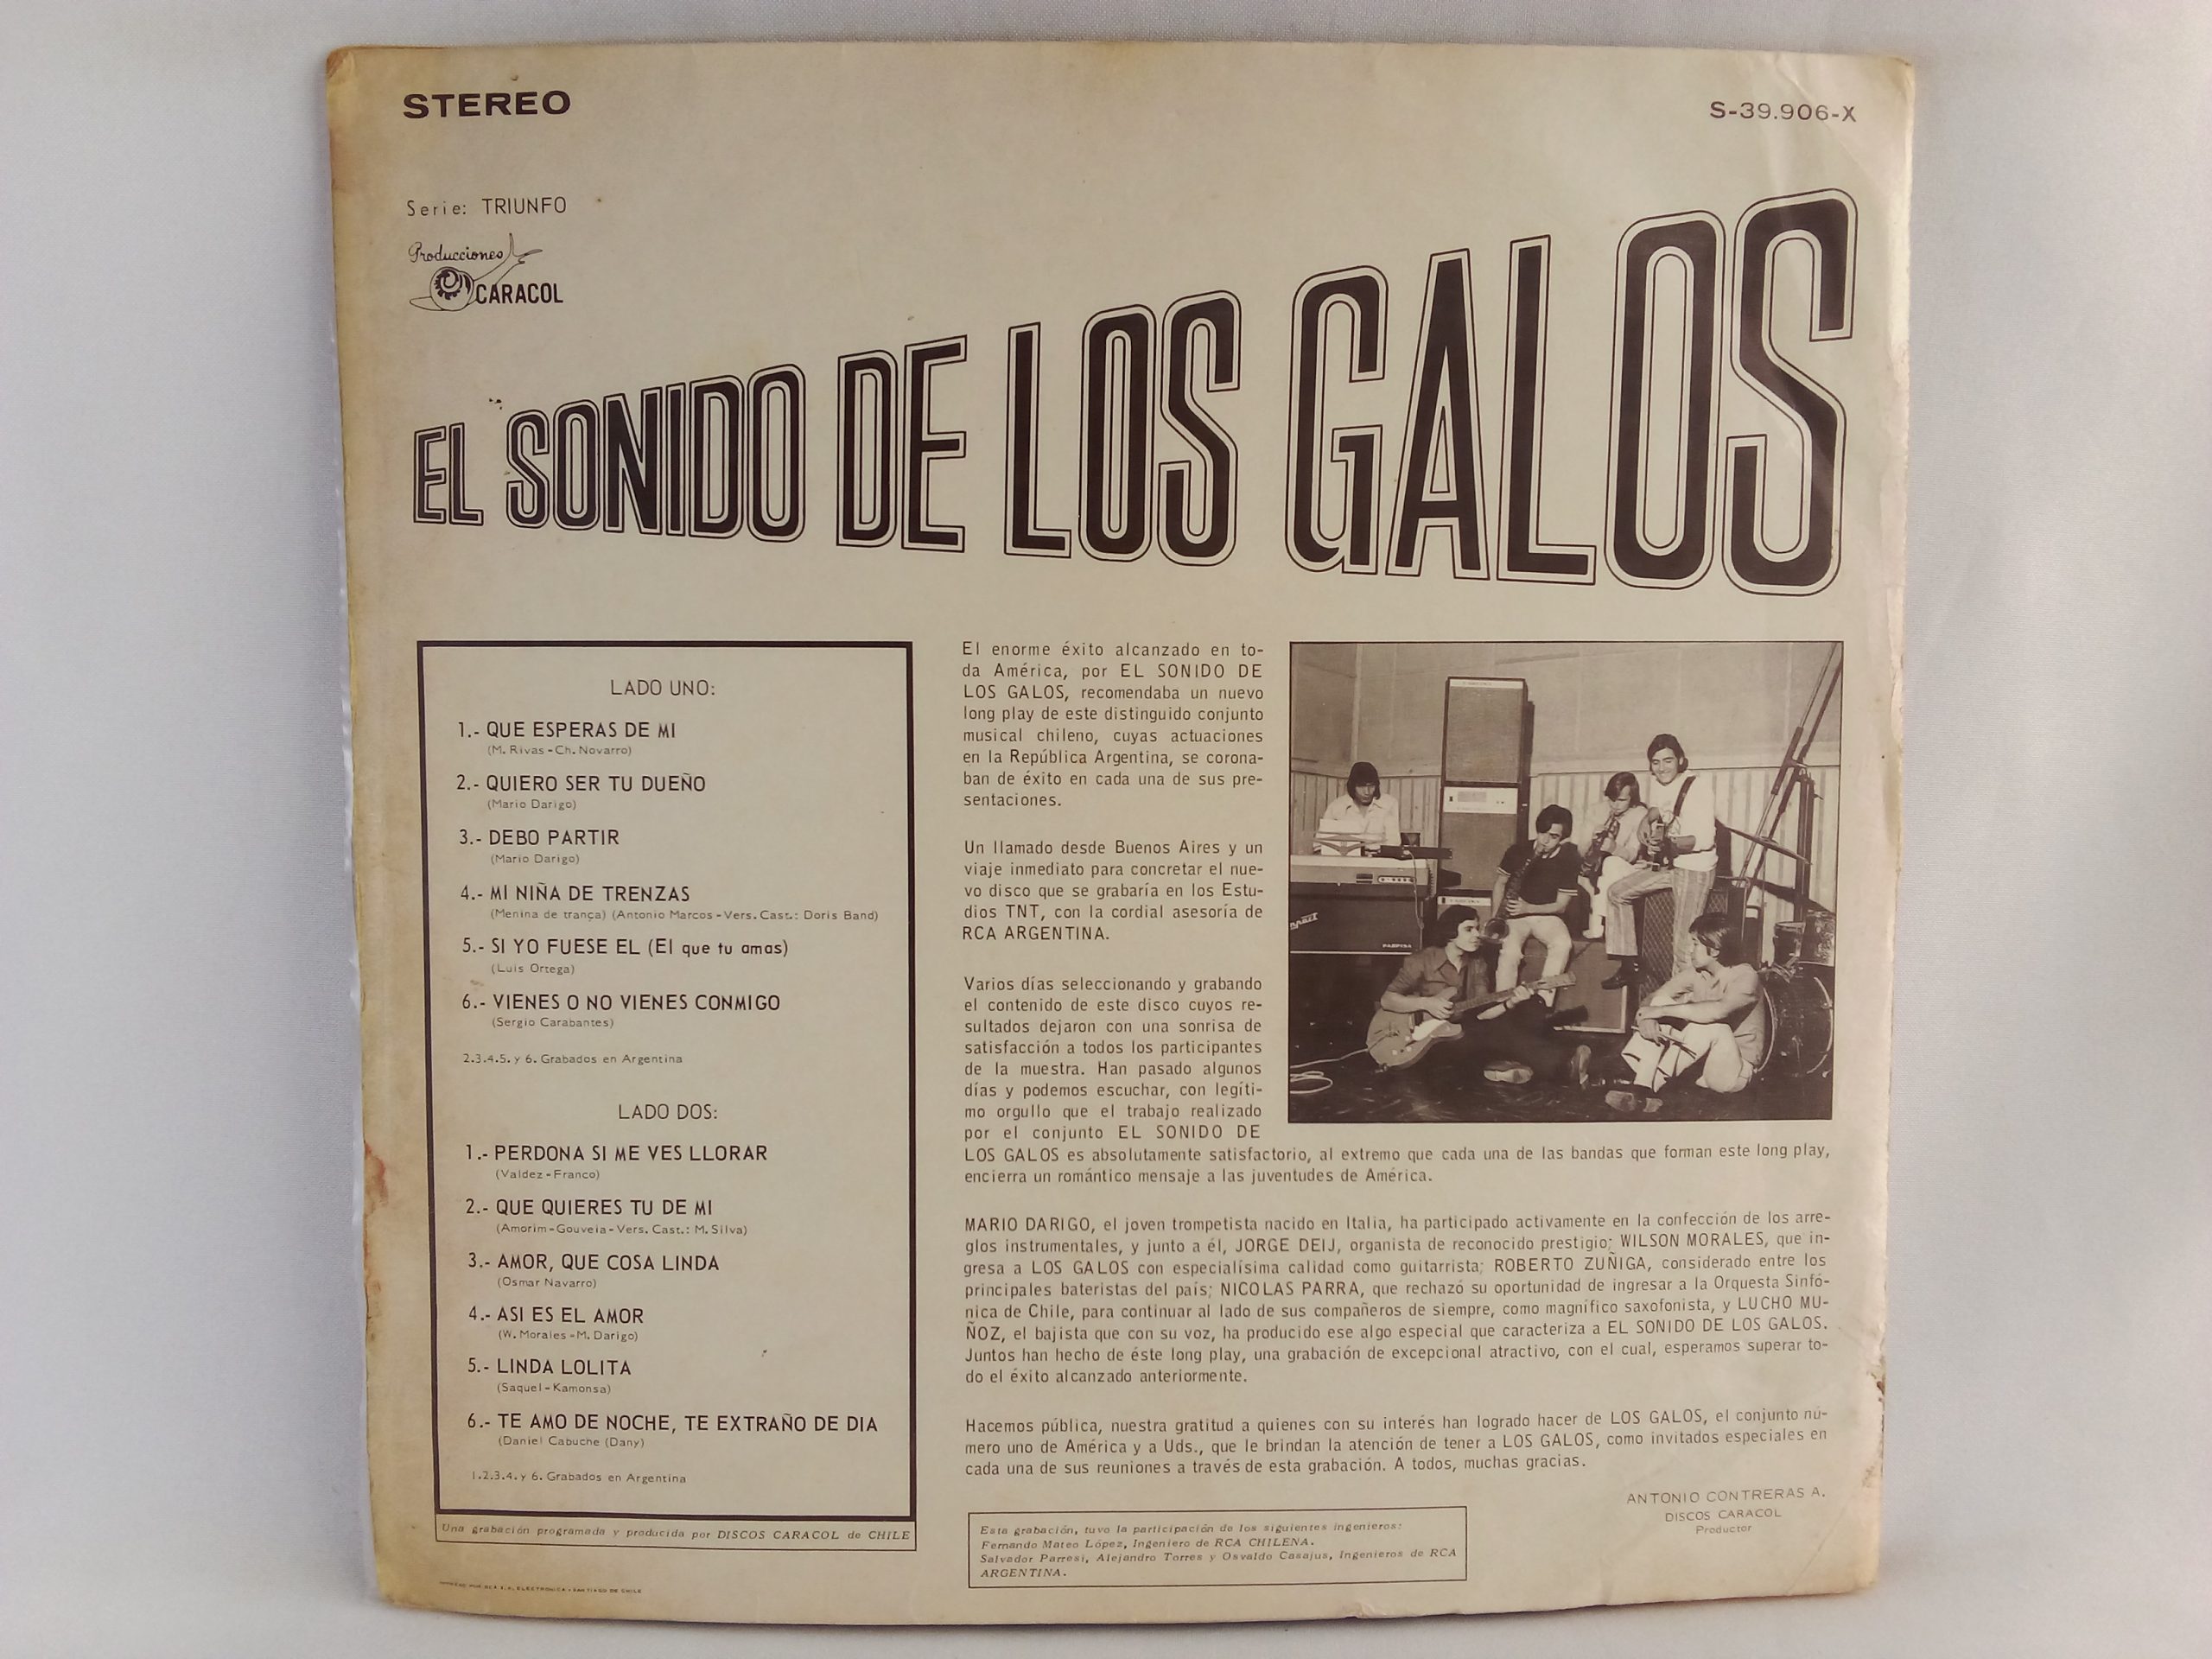 STEREO
S-39.906-X
Serie: TRIUNFO
Producciones
CARACOL
EL SONIDO DE LOS GALOS
LADO UNO:
1.- QUE ESPERAS DE MI
(M. Rivas - Ch. Novarro)
2.- QUIERO SER TU DUEÑO
(Mario Darigo)
3.- DEBO PARTIR
(Mario Darigo)
4.- MI NIÑA DE TRENZAS
(Menina de trança) (Antonio Marcos - Vers. Cast.: Doris Band)
5.- SI YO FUESE EL (El que tu amas)
(Luis Ortega)
6.- VIENES O NO VIENES CONMIGO
(Sergio Carabantes)
2.3.4.5. y 6. Grabados en Argentina
LADO DOS:
1.- PERDONA SI ME VES LLORAR
(Valdez - Franco)
2.- QUE QUIERES TU DE MI
(Amorim - Gouveia - Vers. Cast.: M. Silva)
3.- AMOR, QUE COSA LINDA
(Osmar Navarro)
4.- ASI ES EL AMOR
(W. Morales - M. Darigo)
5.- LINDA LOLITA
(Saquel - Kamonsa)
6.- TE AMO DE NOCHE, TE EXTRAÑO DE DIA
(Daniel Cabuche (Dany)
1.2.3.4. y 6. Grabados en Argentina
Una grabación programada y producida por DISCOS CARACOL de CHILE
El enorme éxito alcanzado en to-
da América, por EL SONIDO DE
LOS GALOS, recomendaba un nuevo
long play de este distinguido conjunto
musical chileno, cuyas actuaciones
en la República Argentina, se corona-
ban de éxito en cada una de sus pre-
sentaciones.
Un llamado desde Buenos Aires y un
viaje inmediato para concretar el nue-
vo disco que se grabaría en los Estu-
dios TNT, con la cordial asesoría de
RCA ARGENTINA.
Varios días seleccionando y grabando
el contenido de este disco cuyos re-
sultados dejaron con una sonrisa de
satisfacción a todos los participantes
de la muestra. Han pasado algunos
días y podemos escuchar, con legíti-
mo orgullo que el trabajo realizado
por el conjunto EL SONIDO DE
LOS GALOS es absolutamente satisfactorio, al extremo que cada una de las bandas que forman este long play,
encierra un romántico mensaje a las juventudes de América.
MARIO DARIGO, el joven trompetista nacido en Italia, ha participado activamente en la confección de los arre-
glos instrumentales, y junto a él, JORGE DEIJ, organista de reconocido prestigio; WILSON MORALES, que in-
gresa a LOS GALOS con especialísima calidad como guitarrista; ROBERTO ZUÑIGA, considerado entre los
principales bateristas del país; NICOLAS PARRA, que rechazó su oportunidad de ingresar a la Orquesta Sinfó-
nica de Chile, para continuar al lado de sus compañeros de siempre, como magnífico saxofonista, y LUCHO MU-
ÑOZ, el bajista que con su voz, ha producido ese algo especial que caracteriza a EL SONIDO DE LOS GALOS.
Juntos han hecho de éste long play, una grabación de excepcional atractivo, con el cual, esperamos superar to-
do el éxito alcanzado anteriormente.
Hacemos pública, nuestra gratitud a quienes con su interés han logrado hacer de LOS GALOS, el conjunto nú-
mero uno de América y a Uds., que le brindan la atención de tener a LOS GALOS, como invitados especiales en
cada una de sus reuniones a través de esta grabación. A todos, muchas gracias.
ANTONIO CONTRERAS A.
DISCOS CARACOL
Productor
Esta grabación, tuvo la participación de los siguientes ingenieros:
Fernando Mateo López, Ingeniero de RCA CHILENA.
Salvador Parresi, Alejandro Torres y Osvaldo Casajus, Ingenieros de RCA
ARGENTINA.
RCA S.A. ELECTRONICA - SANTIAGO DE CHILE
FARFISA